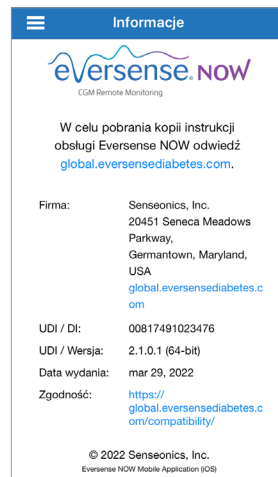 Informacje
eversense. NOW
CGM Remote Monitoring
W celu pobrania kopii instrukcji
obsługi Eversense NOW odwiedź
global.eversensediabetes.com.
Firma: Senseonics, Inc.
20451 Seneca Meadows
Parkway,
Germantown, Maryland,
USA
global.eversensediabetes.c
om
UDI / DI: 00817491023476
UDI / Wersja: 2.1.0.1 (64-bit)
Data wydania: mar 29, 2022
Zgodność: https://
global.eversensediabetes.c
om/compatibility/
© 2022 Senseonics, Inc.
Eversense NOW Mobile Application (iOS)